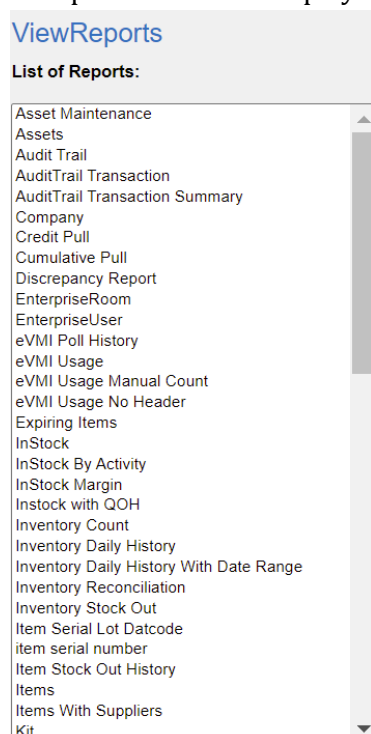 ViewReports
List of Reports:
Asset Maintenance
Assets
Audit Trail
AuditTrail Transaction
AuditTrail Transaction Summary
Company
Credit Pull
Cumulative Pull
Discrepancy Report
EnterpriseRoom
EnterpriseUser
eVMI Poll History
eVMI Usage
eVMI Usage Manual Count
eVMI Usage No Header
Expiring Items
InStock
InStock By Activity
InStock Margin
Instock with QOH
Inventory Count
Inventory Daily History
Inventory Daily History With Date Range
Inventory Reconciliation
Inventory Stock Out
Item Serial Lot Datcode
item serial number
Item Stock Out History
Items
Items With Suppliers
Kit